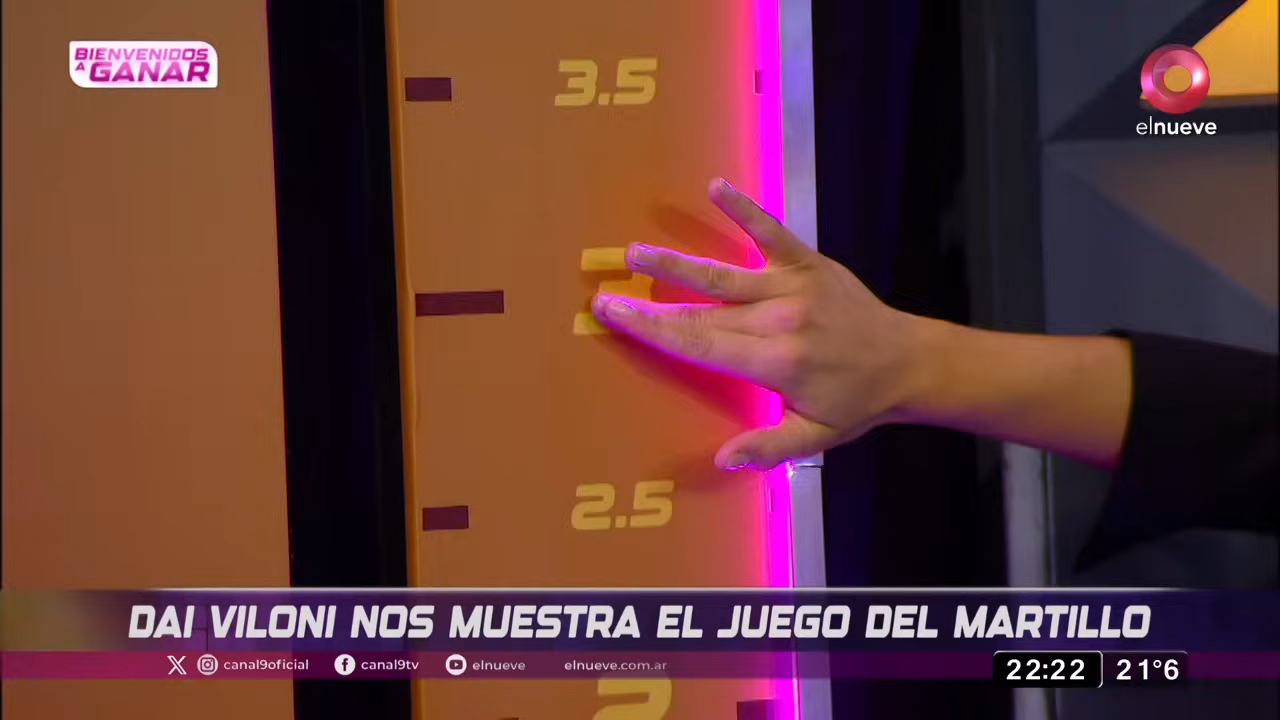 BIENVENIDOS
A GANAR
3.5
elnueve
2.5
DAI VILONI NOS MUESTRA EL JUEGO DEL MARTILLO
canal9oficial canal9tv elnueve elnueve.com.ar
22:22 21°6
2